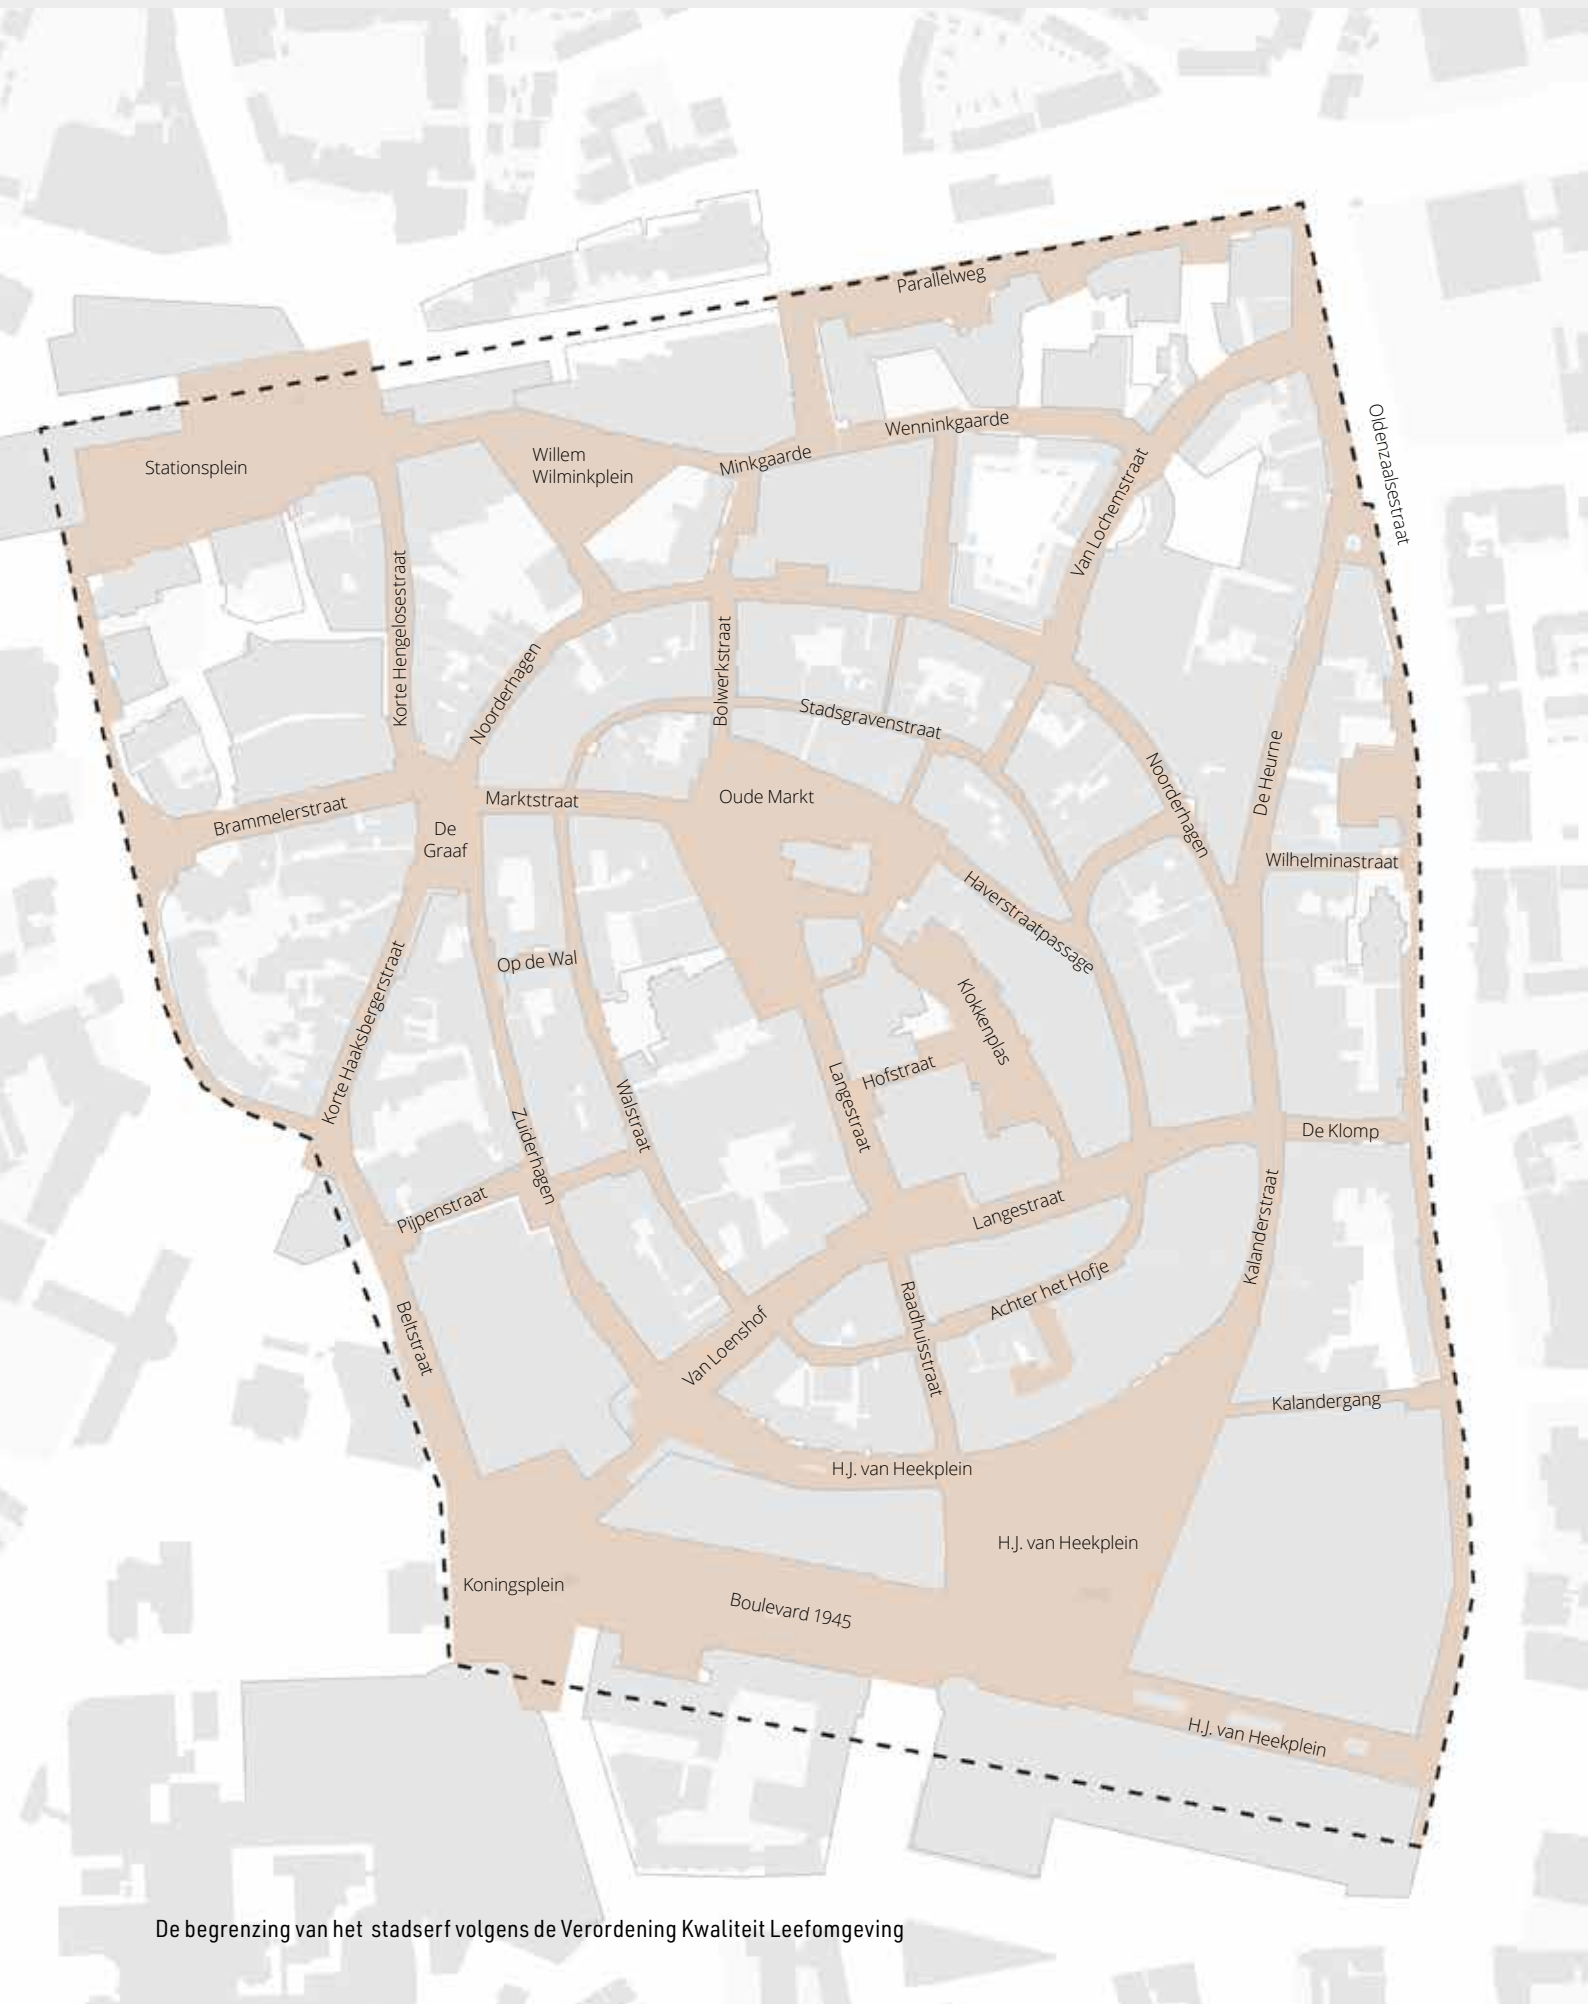 Parallelweg
Oldenzaalsestraat
Wenninkgaarde
Minkgaarde
Willem
Wilminkplein
Stationsplein
Van Lochemstraat
Korte Hengelosestraat
Noorderhagen
Bolwerkstraat
Stadsgravenstraat
De Heurne
Noorderhagen
Marktstraat
Oude Markt
Brammelerstraat
De
Graaf
Wilhelminastraat
Haverstraatpassage
Op de Wal
Korte Haaksbergerstraat
Klokkenplas
Hofstraat
Langestraat
Walstraat
Zuiderhagen
De Klomp
Pijpenstraat
Langestraat
Kalanderstraat
Achter het Hofje
Raadhuisstraat
Van Loenshof
Beltstraat
Kalandergang
H.J. van Heekplein
H.J. van Heekplein
Koningsplein
Boulevard 1945
H.J. van Heekplein
De begrenzing van het stadserf volgens de Verordening Kwaliteit Leefomgeving